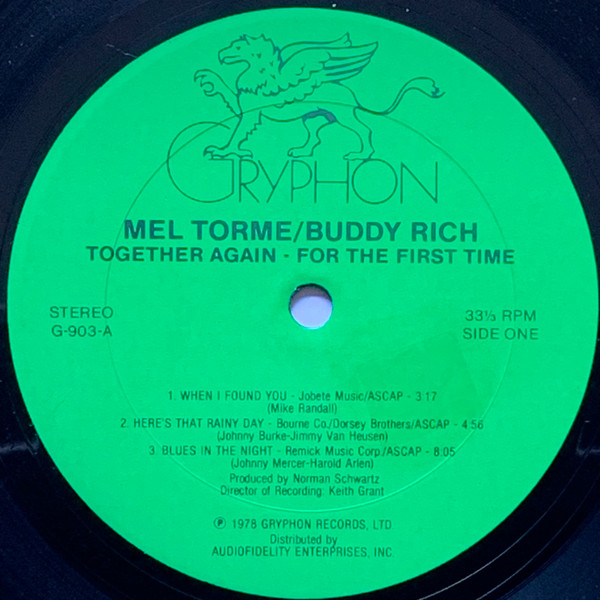 GRYPHON
MEL TORME/BUDDY RICH
TOGETHER AGAIN - FOR THE FIRST TIME
STEREO
G-903-A
33⅓ RPM
SIDE ONE
1. WHEN I FOUND YOU - Jobete Music/ASCAP - 3:17
(Mike Randall)
2. HERE'S THAT RAINY DAY - Bourne Co./Dorsey Brothers/ASCAP - 4:56
(Johnny Burke-Jimmy Van Heusen)
3. BLUES IN THE NIGHT - Remick Music Corp./ASCAP - 8:05
(Johnny Mercer-Harold Arlen)
Produced by Norman Schwartz
Director of Recording: Keith Grant
℗ 1978 GRYPHON RECORDS, LTD.
Distributed by
AUDIOFIDELITY ENTERPRISES, INC.